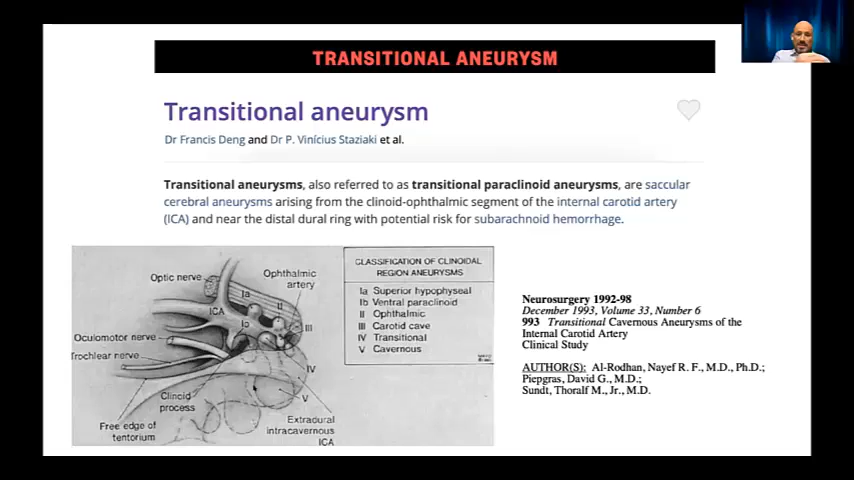 TRANSITIONAL ANEURYSM
Transitional aneurysm
Dr Francis Deng and Dr P. Vinícius Staziaki et al.
Transitional aneurysms, also referred to as transitional paraclinoid aneurysms, are saccular
cerebral aneurysms arising from the clinoid-ophthalmic segment of the internal carotid artery
(ICA) and near the distal dural ring with potential risk for subarachnoid hemorrhage.
Optic nerve
Ophthalmic
artery
Ia
II
ICA
Ib
III
Oculomotor nerve
Trochlear nerve
IV
V
Clinoid
process
Free edge of
tentorium
Extradural
intracavernous
ICA
CLASSIFICATION OF CLINOIDAL
REGION ANEURYSMS
Ia Superior hypophyseal
Ib Ventral paraclinoid
II Ophthalmic
III Carotid cave
IV Transitional
V Cavernous
Neurosurgery 1992-98
December 1993, Volume 33, Number 6
993 Transitional Cavernous Aneurysms of the
Internal Carotid Artery
Clinical Study
AUTHOR(S): Al-Rodhan, Nayef R. F., M.D., Ph.D.;
Piepgras, David G., M.D.;
Sundt, Thoralf M., Jr., M.D.